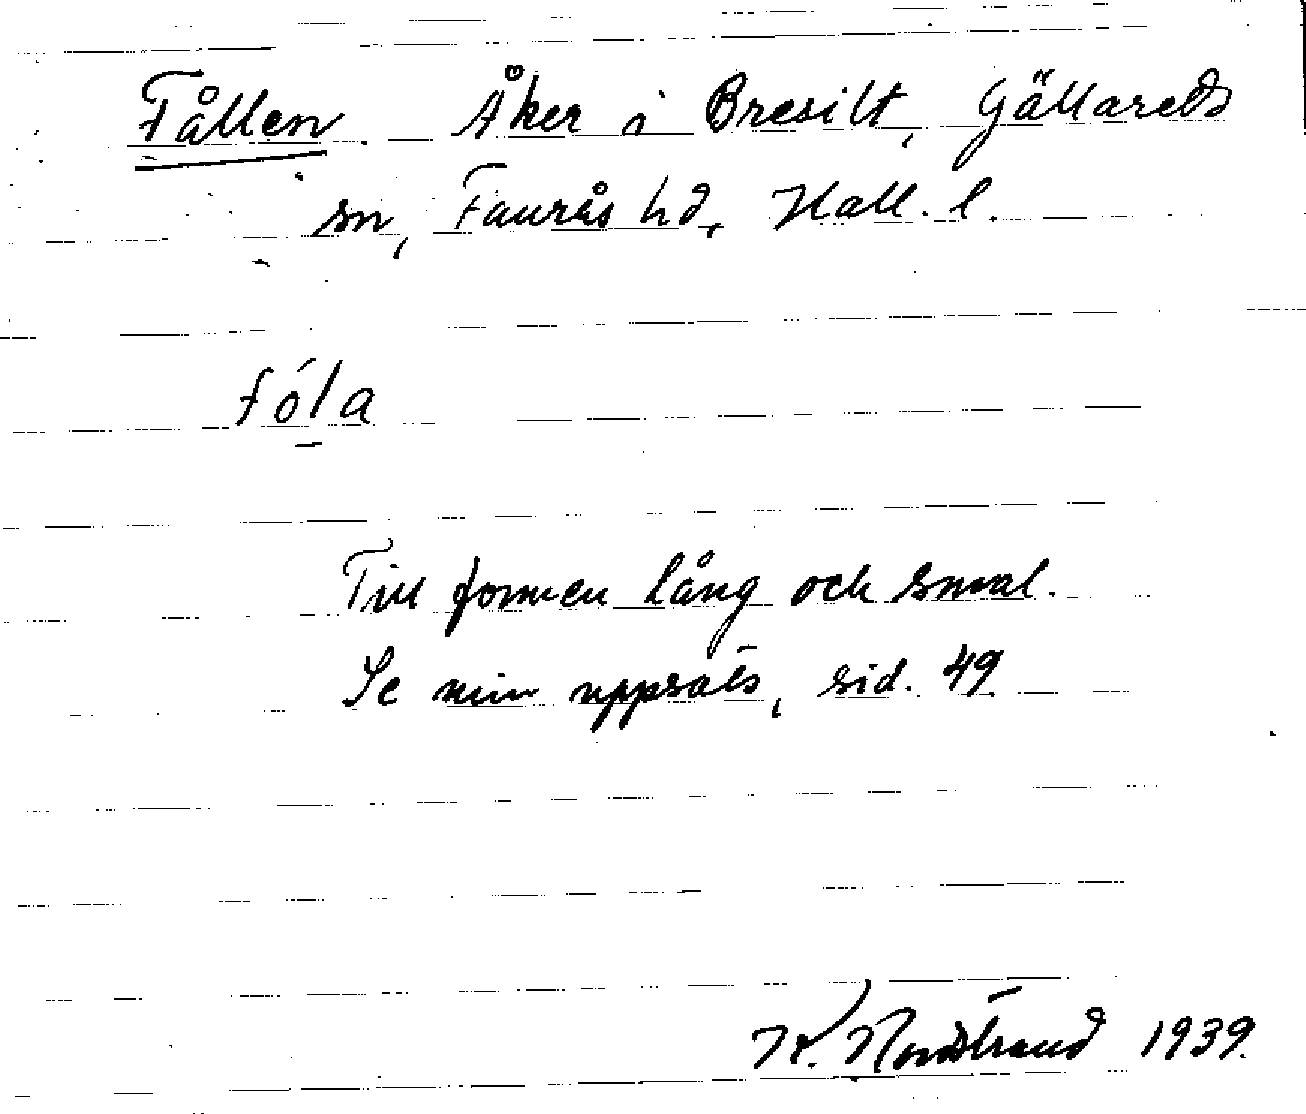 Fållen. Åker i Bresilt, Gällareds
sn, Faurås hd, Hall. l.
fóla
Till formen lång och smal.
Se min uppsats, sid. 49
K. Nordstrand 1939.